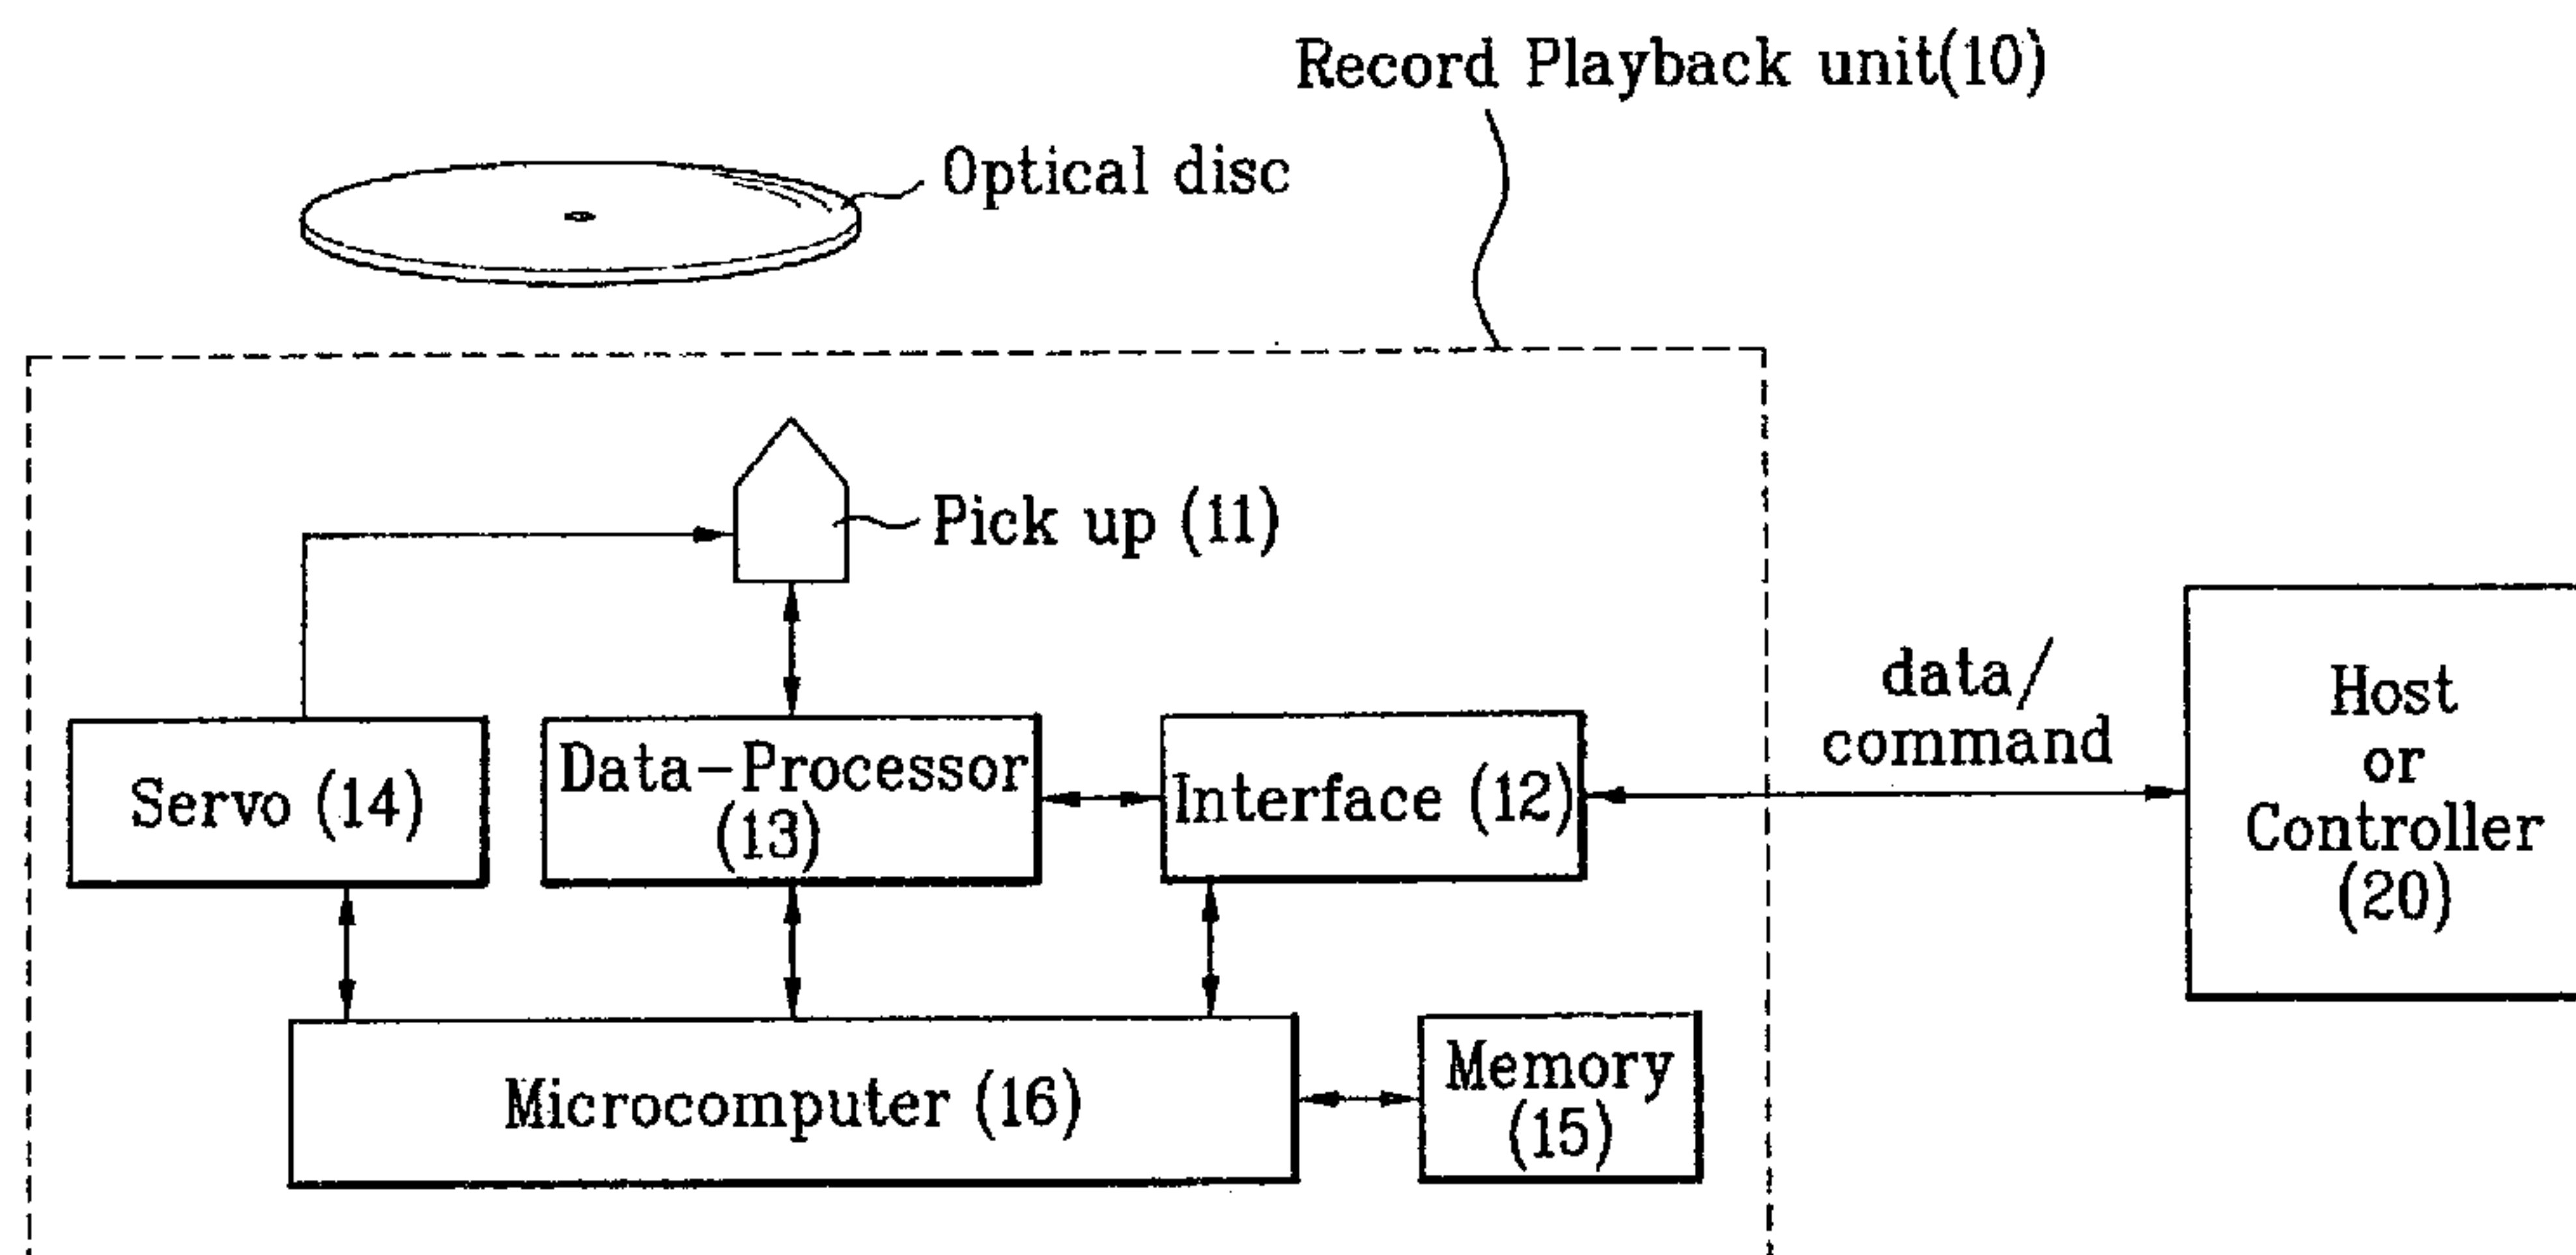 Record Playback unit(10)
Optical disc
Pick up (11)
data/
command
Host
or
Controller
(20)
Servo (14)
Data-Processor
(13)
Interface (12)
Microcomputer (16)
Memory
(15)